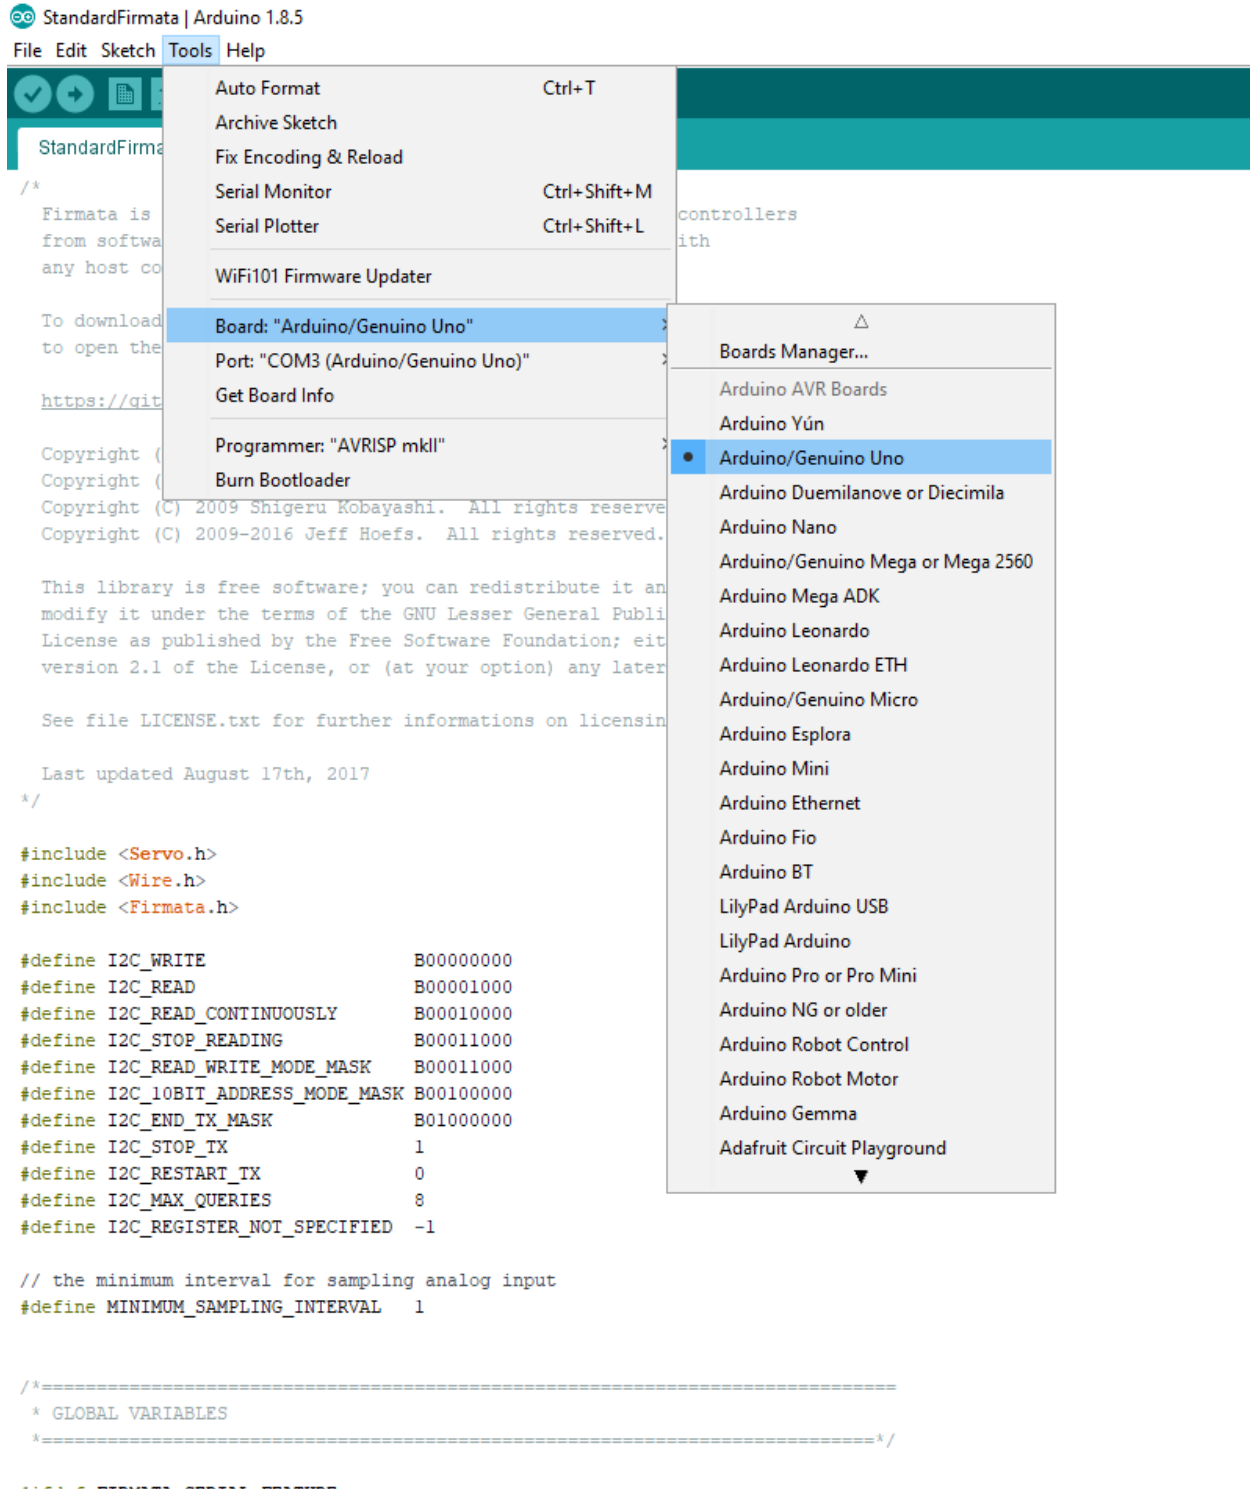 StandardFirmata | Arduino 1.8.5
File Edit Sketch Tools Help
Auto Format Ctrl+T
Archive Sketch
Fix Encoding & Reload
Serial Monitor Ctrl+Shift+M
Serial Plotter Ctrl+Shift+L
WiFi101 Firmware Updater
Board: "Arduino/Genuino Uno"
Port: "COM3 (Arduino/Genuino Uno)"
Get Board Info
Programmer: "AVRISP mkII"
Burn Bootloader
Boards Manager...
Arduino AVR Boards
Arduino Yún
Arduino/Genuino Uno
Arduino Duemilanove or Diecimila
Arduino Nano
Arduino/Genuino Mega or Mega 2560
Arduino Mega ADK
Arduino Leonardo
Arduino Leonardo ETH
Arduino/Genuino Micro
Arduino Esplora
Arduino Mini
Arduino Ethernet
Arduino Fio
Arduino BT
LilyPad Arduino USB
LilyPad Arduino
Arduino Pro or Pro Mini
Arduino NG or older
Arduino Robot Control
Arduino Robot Motor
Arduino Gemma
Adafruit Circuit Playground
StandardFirma
/*
Firmata is controllers
from softwa ith
any host co
To download
to open the
https://git
Copyright (
Copyright (
Copyright (C) 2009 Shigeru Kobayashi. All rights reserve
Copyright (C) 2009-2016 Jeff Hoefs. All rights reserved.
This library is free software; you can redistribute it an
modify it under the terms of the GNU Lesser General Publi
License as published by the Free Software Foundation; eit
version 2.1 of the License, or (at your option) any later
See file LICENSE.txt for further informations on licensin
Last updated August 17th, 2017
*/
#include <Servo.h>
#include <Wire.h>
#include <Firmata.h>
#define I2C_WRITE B00000000
#define I2C_READ B00001000
#define I2C_READ_CONTINUOUSLY B00010000
#define I2C_STOP_READING B00011000
#define I2C_READ_WRITE_MODE_MASK B00011000
#define I2C_10BIT_ADDRESS_MODE_MASK B00100000
#define I2C_END_TX_MASK B01000000
#define I2C_STOP_TX 1
#define I2C_RESTART_TX 0
#define I2C_MAX_QUERIES 8
#define I2C_REGISTER_NOT_SPECIFIED -1
// the minimum interval for sampling analog input
#define MINIMUM_SAMPLING_INTERVAL 1
/*==============================================================================
* GLOBAL VARIABLES
*============================================================================*/